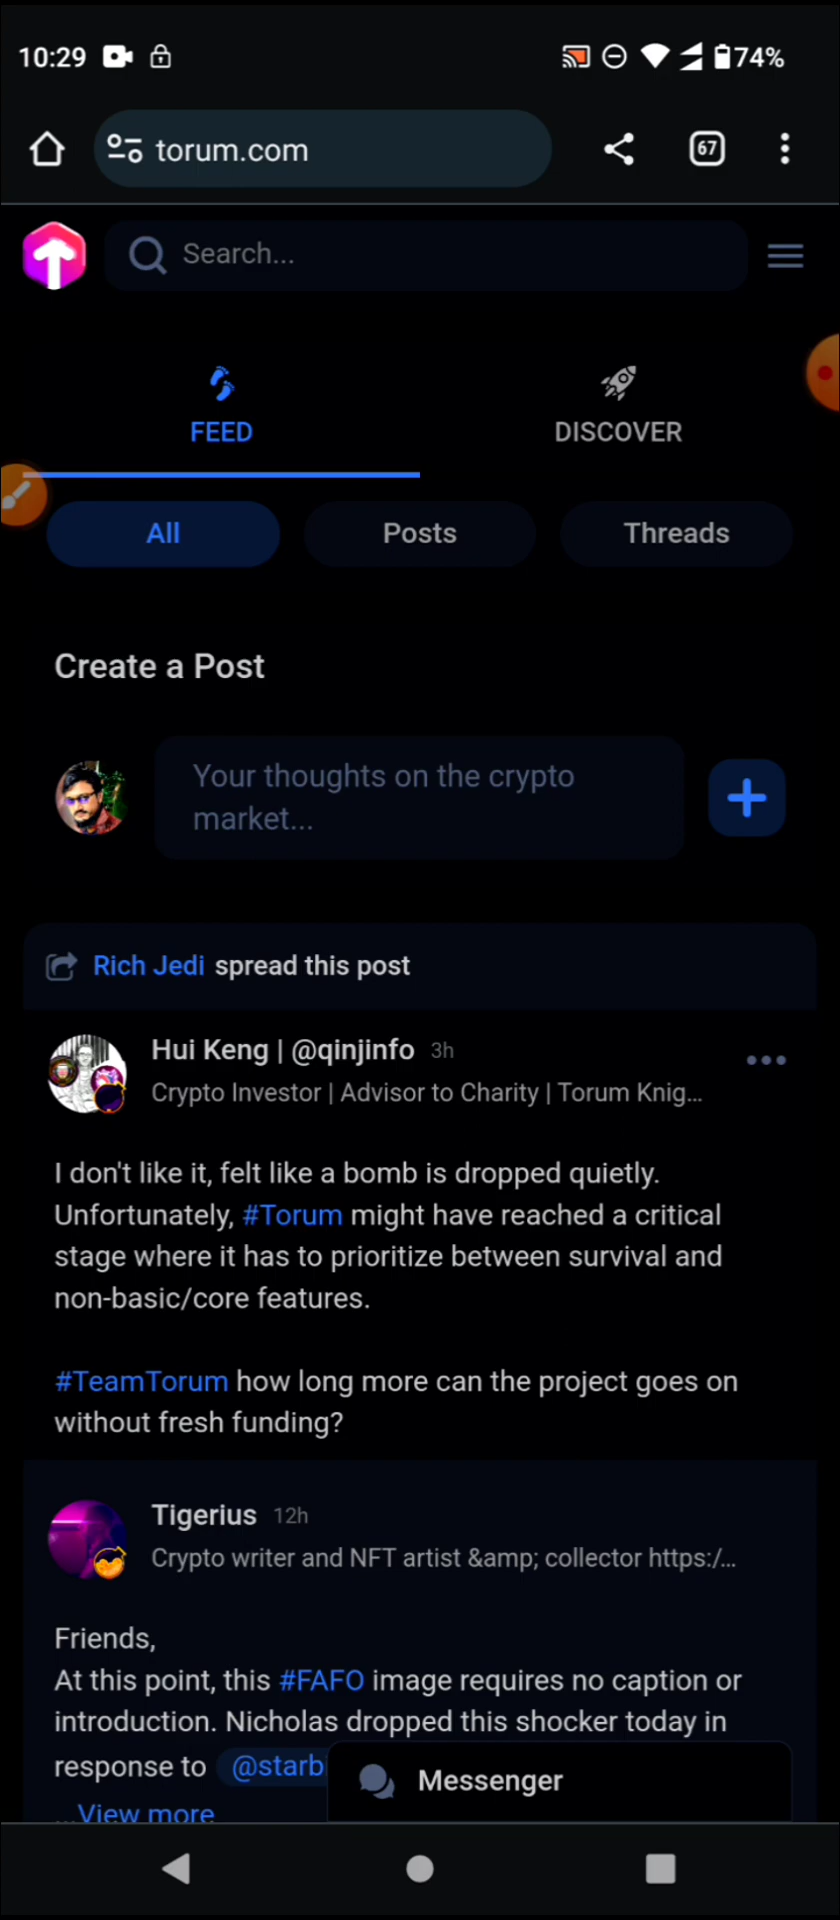 10:29 74%
torum.com 67
Search...
FEED DISCOVER
All Posts Threads
Create a Post
Your thoughts on the crypto
market...
Rich Jedi spread this post
Hui Keng | @qinjinfo 3h
Crypto Investor | Advisor to Charity | Torum Knig...
I don't like it, felt like a bomb is dropped quietly.
Unfortunately, #Torum might have reached a critical
stage where it has to prioritize between survival and
non-basic/core features.
#TeamTorum how long more can the project goes on
without fresh funding?
Tigerius 12h
Crypto writer and NFT artist &amp; collector https:/...
Friends,
At this point, this #FAFO image requires no caption or
introduction. Nicholas dropped this shocker today in
response to @starb
...View more
Messenger